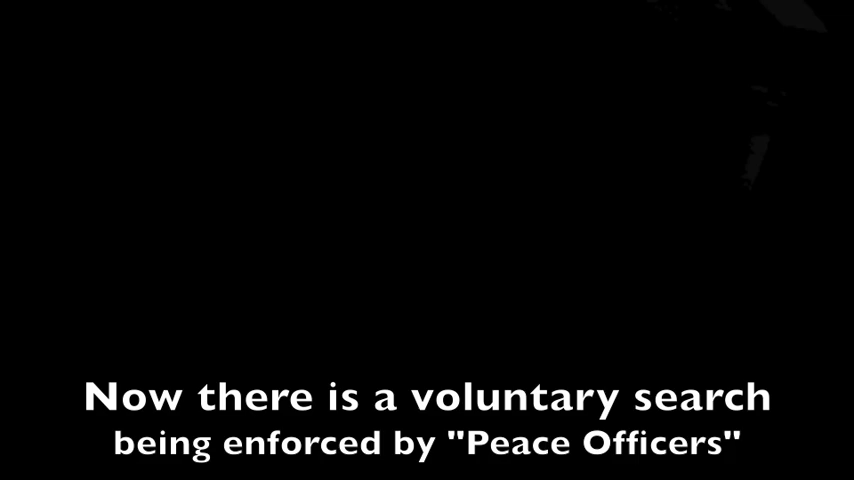 Now there is a voluntary search
being enforced by "Peace Officers"